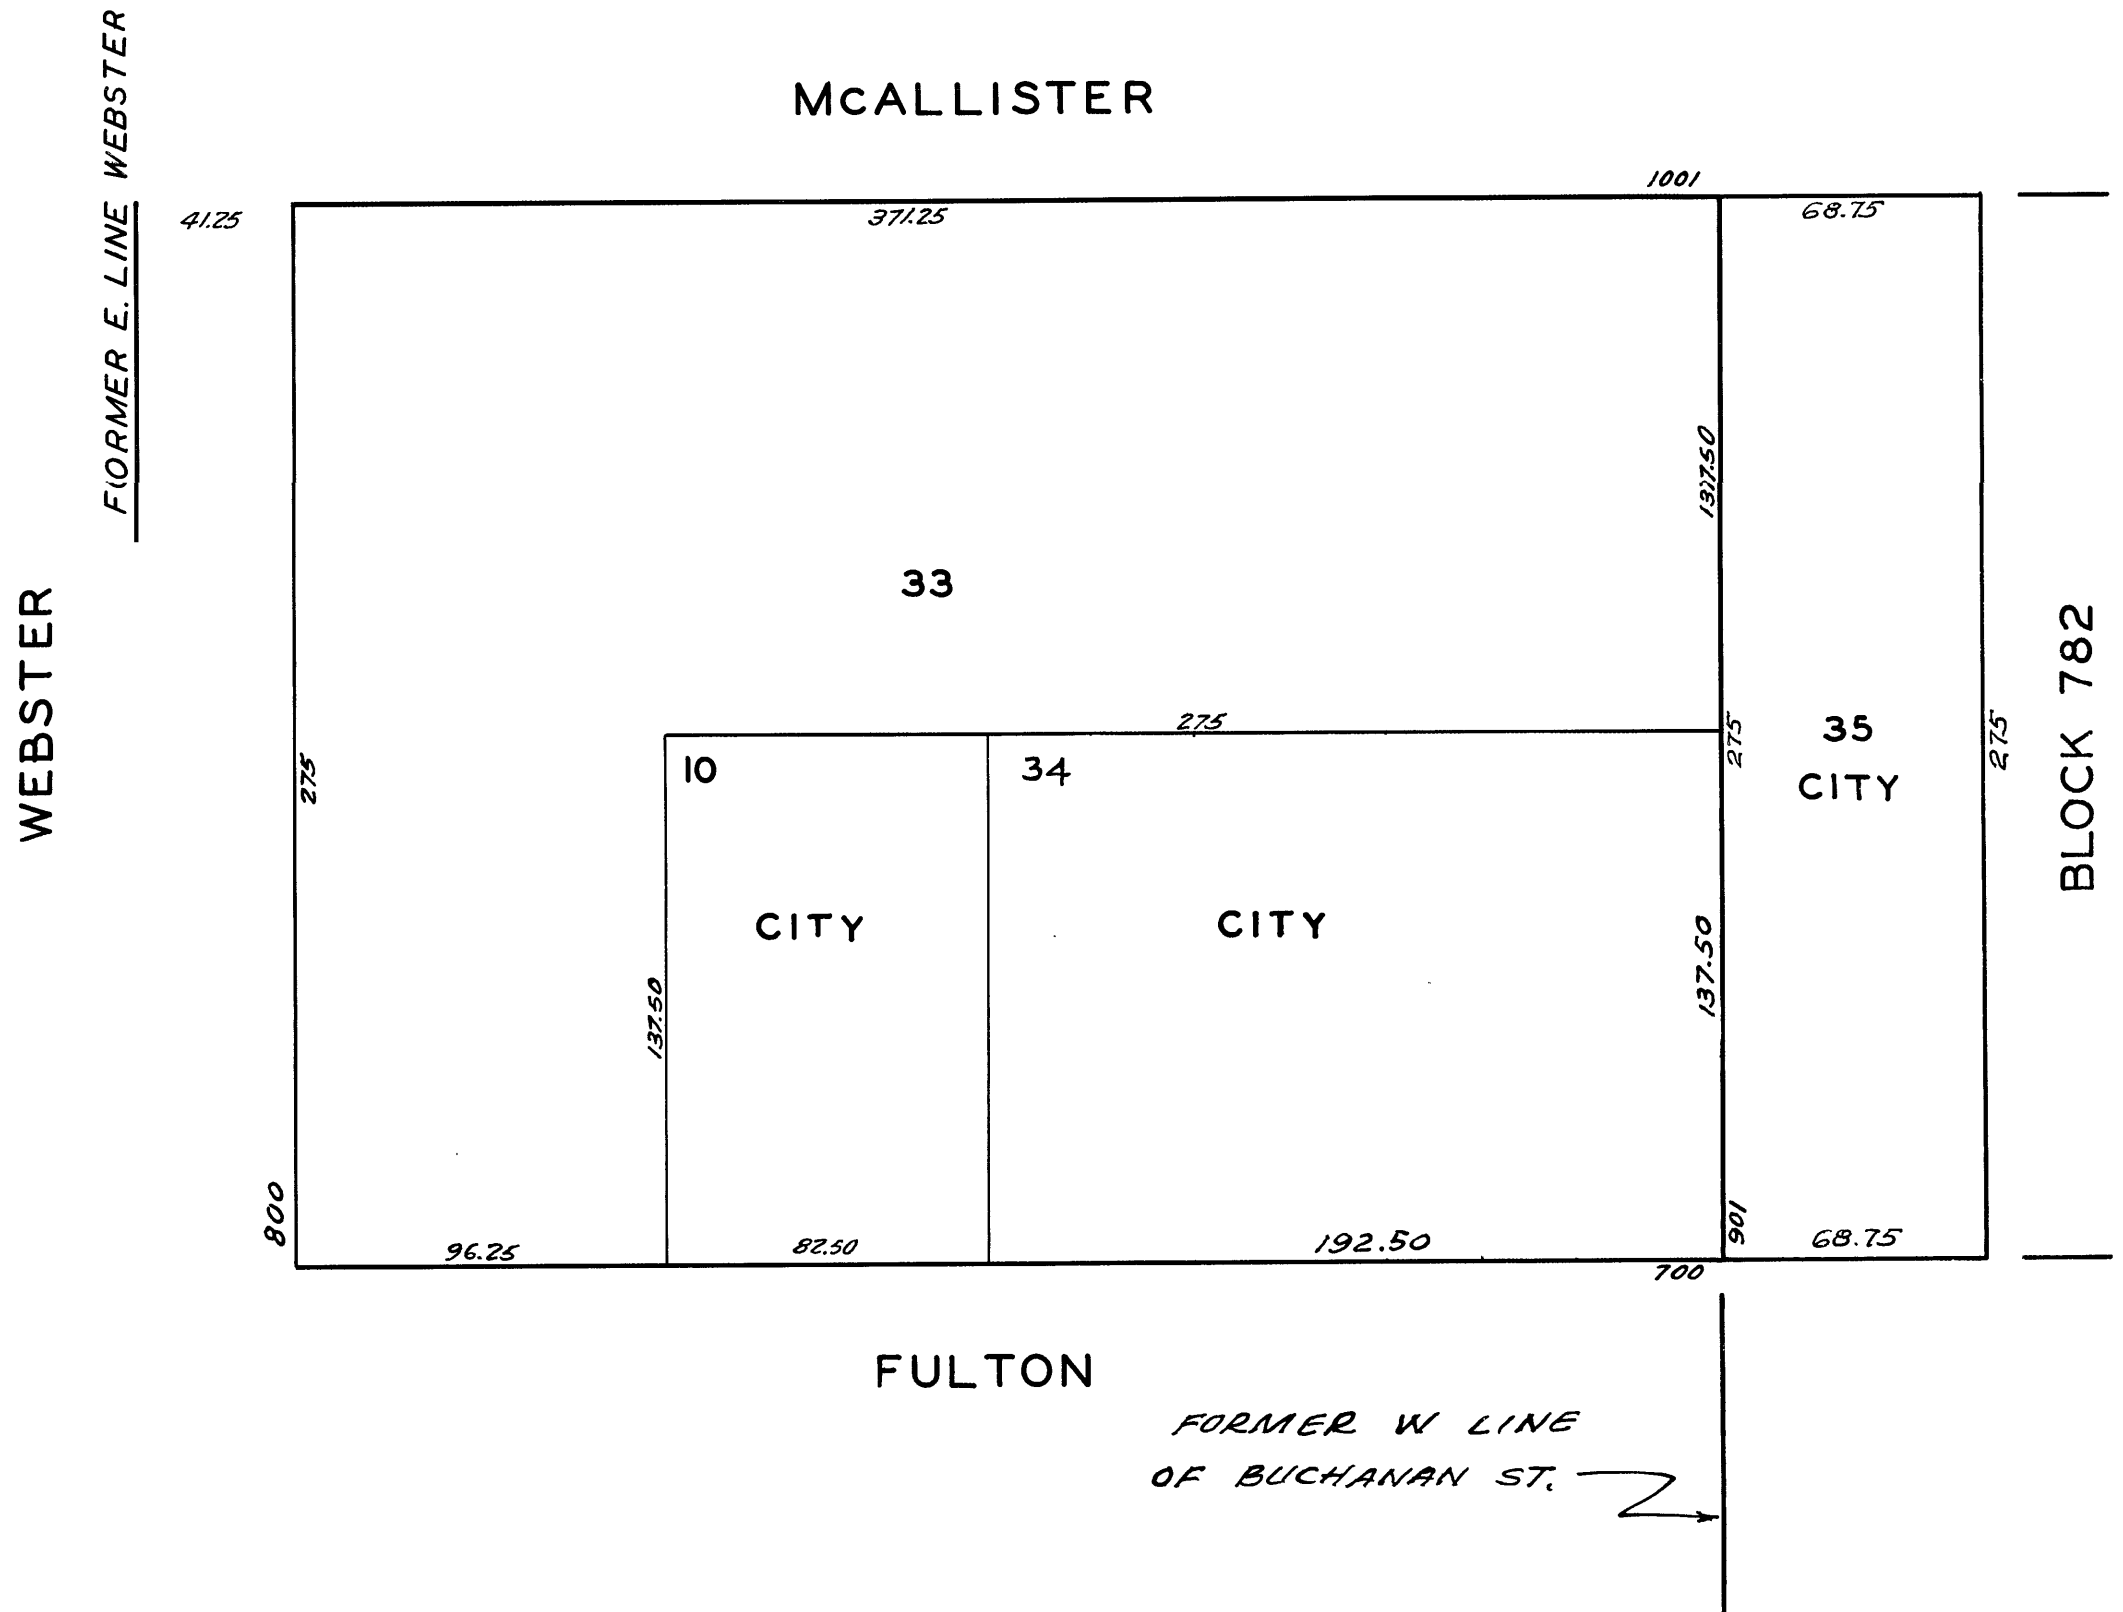 McALLISTER
FORMER E. LINE WEBSTER
1001
41.25
371.25
68.75
137.50
33
WEBSTER
BLOCK 782
275
275
275
275
35
CITY
10
34
CITY
CITY
137.50
137.50
800
901
96.25
82.50
192.50
68.75
700
FULTON
FORMER W LINE
OF BUCHANAN ST.